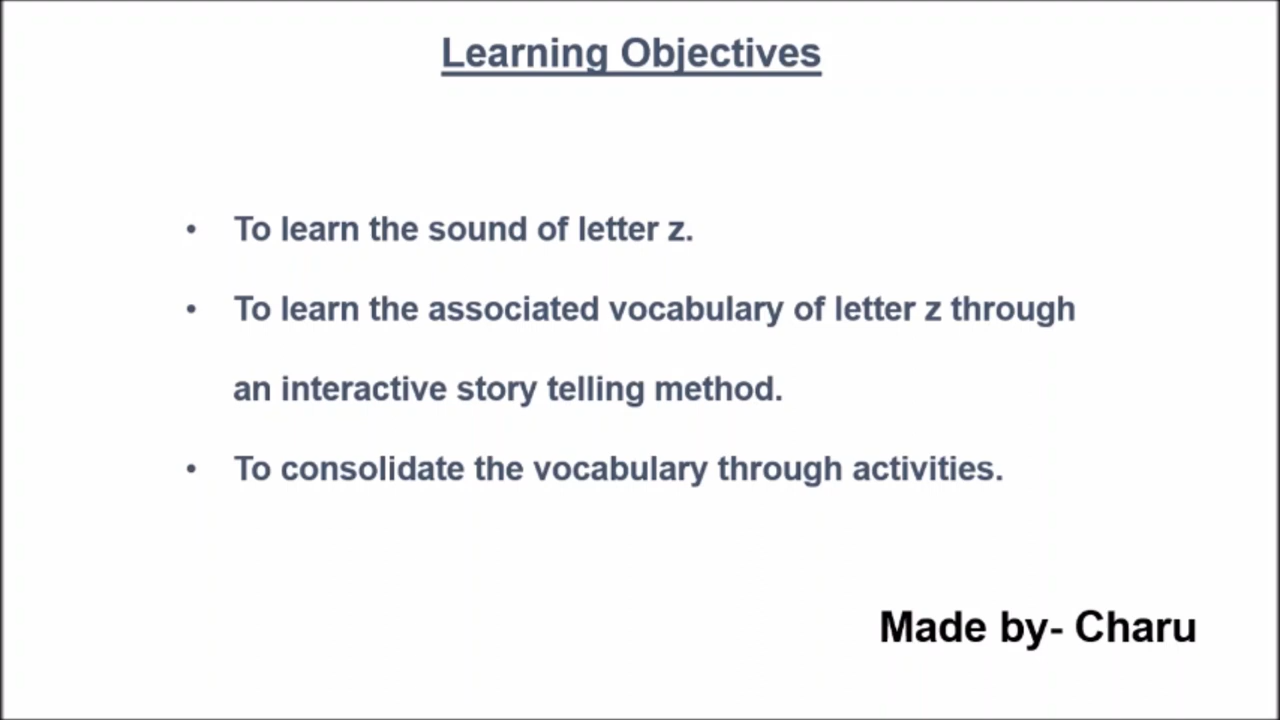 Learning Objectives
• To learn the sound of letter z.
• To learn the associated vocabulary of letter z through
an interactive story telling method.
• To consolidate the vocabulary through activities.
Made by- Charu